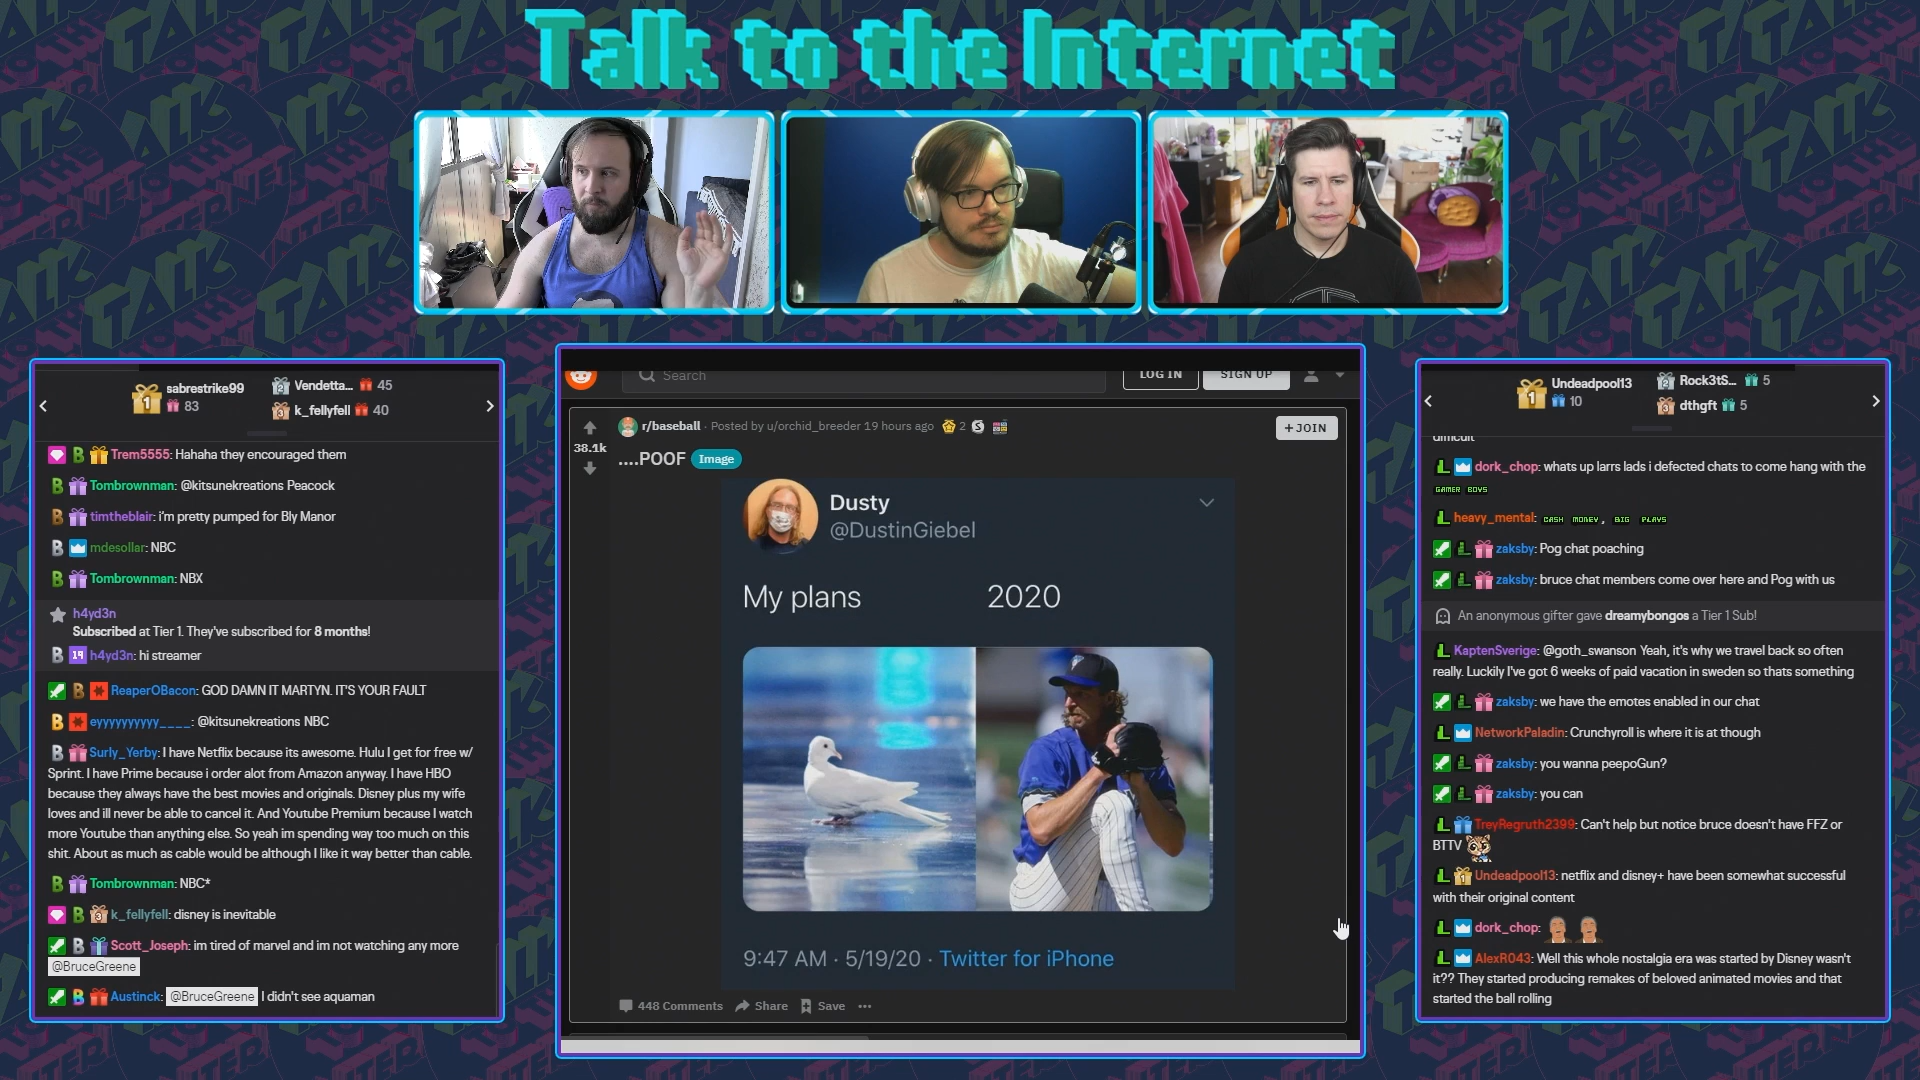 Talk to the Internet
sabrestrike99
83
Vendetta... 45
k_fellyfell 40
Trem5555: Hahaha they encouraged them
Tombrownman: @kitsunekreations Peacock
timtheblair: i'm pretty pumped for Bly Manor
mdesollar: NBC
Tombrownman: NBX
h4yd3n
Subscribed at Tier 1. They've subscribed for 8 months!
h4yd3n: hi streamer
ReaperOBacon: GOD DAMN IT MARTYN. IT'S YOUR FAULT
eyyyyyyyyyy____: @kitsunekreations NBC
Surly_Yerby: I have Netflix because its awesome. Hulu I get for free w/
Sprint. I have Prime because i order alot from Amazon anyway. I have HBO
because they always have the best movies and originals. Disney plus my wife
loves and ill never be able to cancel it. And Youtube Premium because I watch
more Youtube than anything else. So yeah im spending way too much on this
shit. About as much as cable would be although I like it way better than cable.
Tombrownman: NBC*
k_fellyfell: disney is inevitable
Scott_Joseph: im tired of marvel and im not watching any more
@BruceGreene
Austinck: @BruceGreene I didn't see aquaman
Search
LOG IN
SIGN UP
r/baseball · Posted by u/orchid_breeder 19 hours ago 2
+ JOIN
38.1k
....POOF Image
Dusty
@DustinGiebel
My plans 2020
9:47 AM · 5/19/20 · Twitter for iPhone
448 Comments Share Save ...
Undeadpool13
10
Rock3tS... 5
dthgft 5
difficult
dork_chop: whats up larrs lads i defected chats to come hang with the
GAMER BOYS
heavy_mental: CASH MONEY, BIG PLAYS
zaksby: Pog chat poaching
zaksby: bruce chat members come over here and Pog with us
An anonymous gifter gave dreamybongos a Tier 1 Sub!
KaptenSverige: @goth_swanson Yeah, it's why we travel back so often
really. Luckily I've got 6 weeks of paid vacation in sweden so thats something
zaksby: we have the emotes enabled in our chat
NetworkPaladin: Crunchyroll is where it is at though
zaksby: you wanna peepoGun?
zaksby: you can
TreyRegruth2399: Can't help but notice bruce doesn't have FFZ or
BTTV
Undeadpool13: netflix and disney+ have been somewhat successful
with their original content
dork_chop:
AlexR043: Well this whole nostalgia era was started by Disney wasn't
it?? They started producing remakes of beloved animated movies and that
started the ball rolling